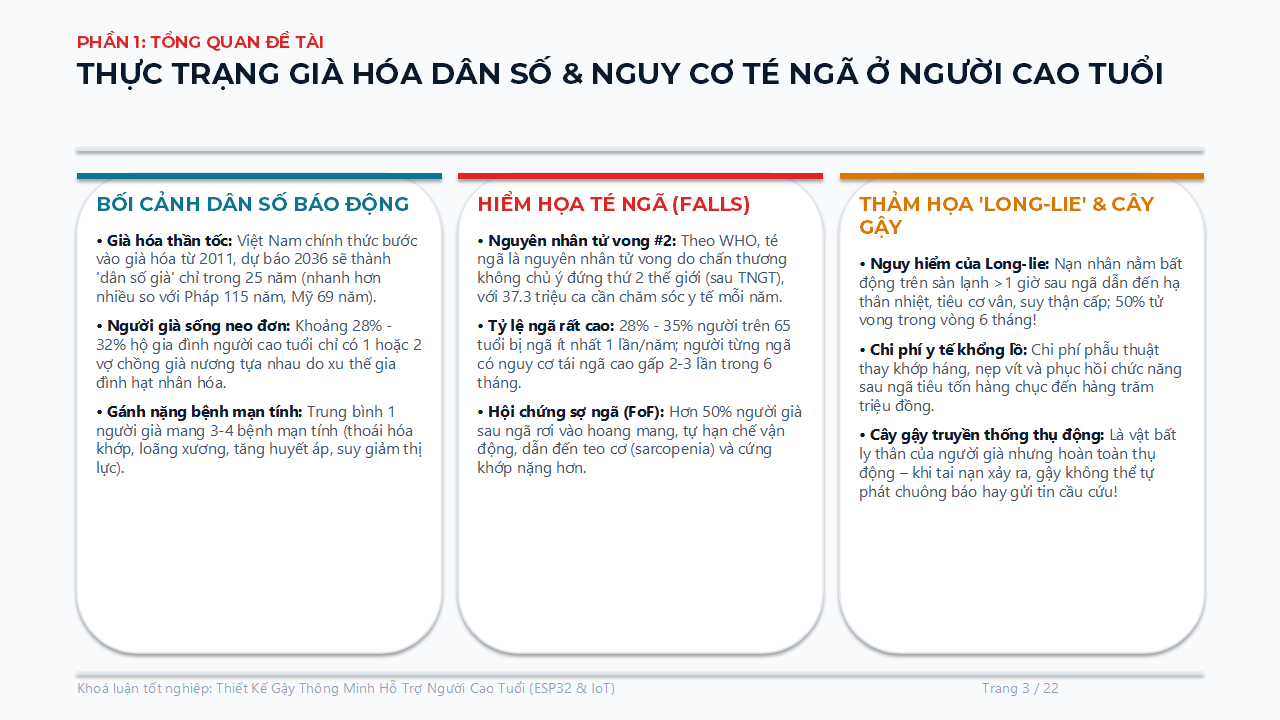 PHẦN 1: TỔNG QUAN ĐỀ TÀI
THỰC TRẠNG GIÀ HÓA DÂN SỐ & NGUY CƠ TÉ NGÃ Ở NGƯỜI CAO TUỔI
BỐI CẢNH DÂN SỐ BÁO ĐỘNG
• Già hóa thần tốc: Việt Nam chính thức bước
vào già hóa từ 2011, dự báo 2036 sẽ thành
'dân số già' chỉ trong 25 năm (nhanh hơn
nhiều so với Pháp 115 năm, Mỹ 69 năm).
• Người già sống neo đơn: Khoảng 28% -
32% hộ gia đình người cao tuổi chỉ có 1 hoặc 2
vợ chồng già nương tựa nhau do xu thế gia
đình hạt nhân hóa.
• Gánh nặng bệnh mạn tính: Trung bình 1
người già mang 3-4 bệnh mạn tính (thoái hóa
khớp, loãng xương, tăng huyết áp, suy giảm thị
lực).
HIỂM HỌA TÉ NGÃ (FALLS)
• Nguyên nhân tử vong #2: Theo WHO, té
ngã là nguyên nhân tử vong do chấn thương
không chủ ý đứng thứ 2 thế giới (sau TNGT),
với 37.3 triệu ca cần chăm sóc y tế mỗi năm.
• Tỷ lệ ngã rất cao: 28% - 35% người trên 65
tuổi bị ngã ít nhất 1 lần/năm; người từng ngã
có nguy cơ tái ngã cao gấp 2-3 lần trong 6
tháng.
• Hội chứng sợ ngã (FoF): Hơn 50% người già
sau ngã rơi vào hoang mang, tự hạn chế vận
động, dẫn đến teo cơ (sarcopenia) và cứng
khớp nặng hơn.
THẢM HỌA 'LONG-LIE' & CÂY
GẬY
• Nguy hiểm của Long-lie: Nạn nhân nằm bất
động trên sàn lạnh >1 giờ sau ngã dẫn đến hạ
thân nhiệt, tiêu cơ vân, suy thận cấp; 50% tử
vong trong vòng 6 tháng!
• Chi phí y tế khổng lồ: Chi phí phẫu thuật
thay khớp háng, nẹp vít và phục hồi chức năng
sau ngã tiêu tốn hàng chục đến hàng trăm
triệu đồng.
• Cây gậy truyền thống thụ động: Là vật bất
ly thân của người già nhưng hoàn toàn thụ
động – khi tai nạn xảy ra, gậy không thể tự
phát chuông báo hay gửi tin cầu cứu!
Khoá luận tốt nghiệp: Thiết Kế Gậy Thông Minh Hỗ Trợ Người Cao Tuổi (ESP32 & IoT)
Trang 3 / 22